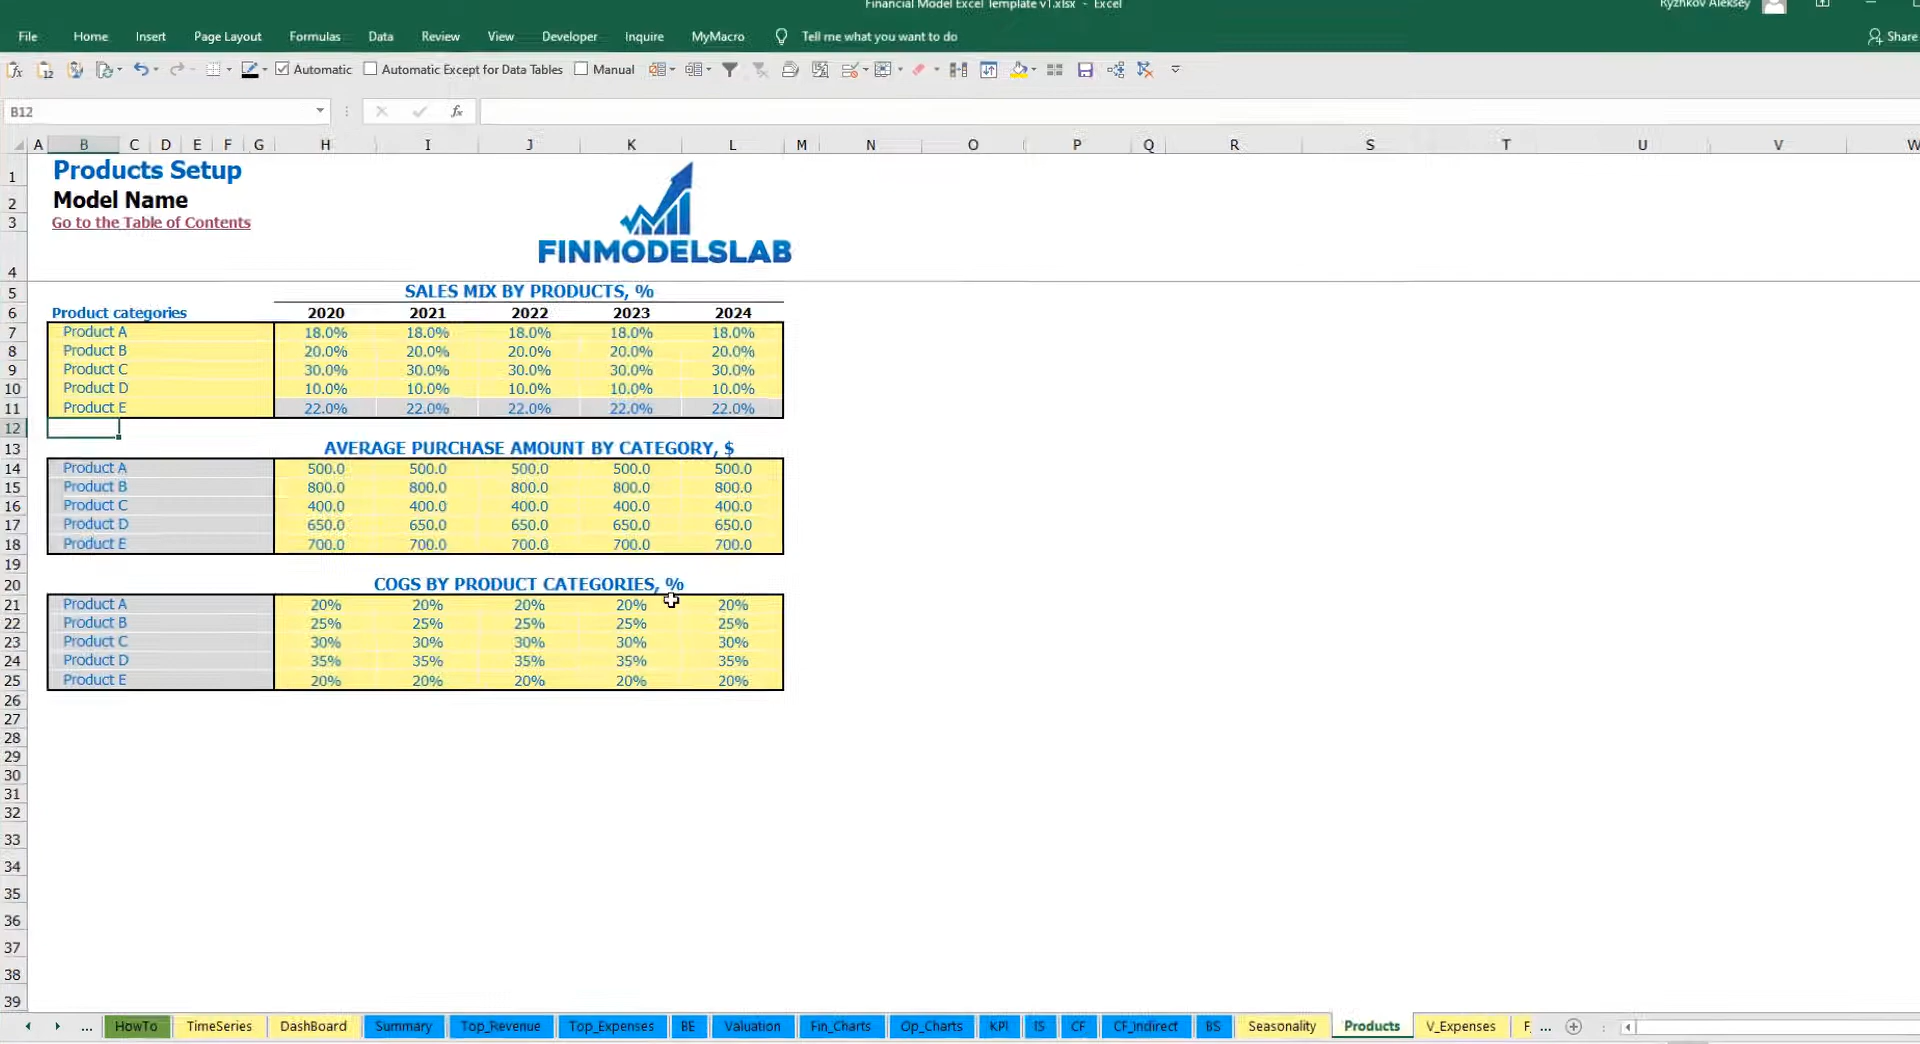 Financial Model Excel Template v1.xlsx - Excel Ryzhkov Aleksey
File Home Insert Page Layout Formulas Data Review View Developer Inquire MyMacro Tell me what you want to do Share
Automatic Automatic Except for Data Tables Manual
B12 fx
A B C D E F G H I J K L M N O P Q R S T U V W
1 Products Setup
2 Model Name
3 Go to the Table of Contents
FINMODELSLAB
4
5 SALES MIX BY PRODUCTS, %
6 Product categories 2020 2021 2022 2023 2024
7 Product A 18.0% 18.0% 18.0% 18.0% 18.0%
8 Product B 20.0% 20.0% 20.0% 20.0% 20.0%
9 Product C 30.0% 30.0% 30.0% 30.0% 30.0%
10 Product D 10.0% 10.0% 10.0% 10.0% 10.0%
11 Product E 22.0% 22.0% 22.0% 22.0% 22.0%
12
13 AVERAGE PURCHASE AMOUNT BY CATEGORY, $
14 Product A 500.0 500.0 500.0 500.0 500.0
15 Product B 800.0 800.0 800.0 800.0 800.0
16 Product C 400.0 400.0 400.0 400.0 400.0
17 Product D 650.0 650.0 650.0 650.0 650.0
18 Product E 700.0 700.0 700.0 700.0 700.0
19
20 COGS BY PRODUCT CATEGORIES, %
21 Product A 20% 20% 20% 20% 20%
22 Product B 25% 25% 25% 25% 25%
23 Product C 30% 30% 30% 30% 30%
24 Product D 35% 35% 35% 35% 35%
25 Product E 20% 20% 20% 20% 20%
26
27
28
29
30
31
32
33
34
35
36
37
38
39
... HowTo TimeSeries DashBoard Summary Top_Revenue Top_Expenses BE Valuation Fin_Charts Op_Charts KPI IS CF CF_Indirect BS Seasonality Products V_Expenses F ...